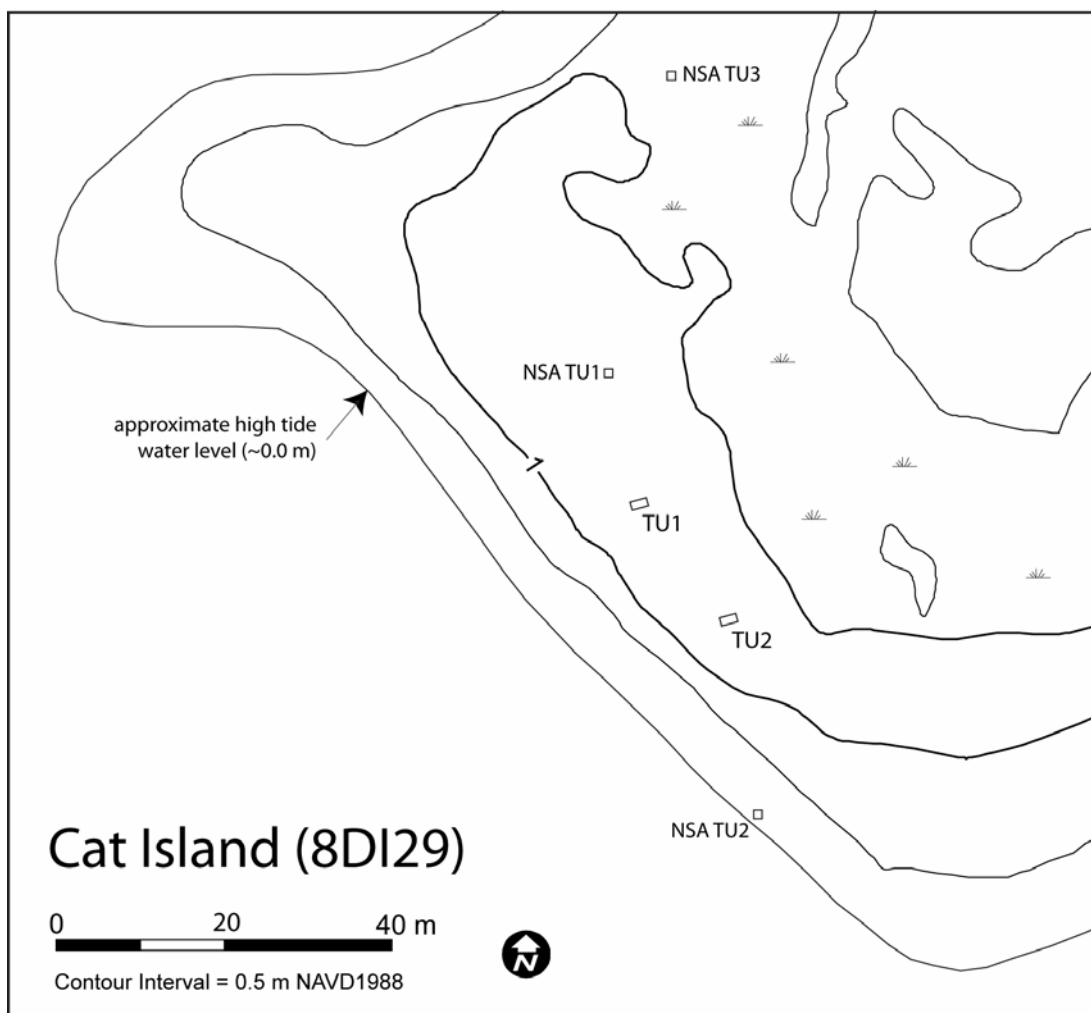 NSA TU3
NSA TU1
approximate high tide
water level (~0.0 m)
1
TU1
TU2
NSA TU2
Cat Island (8DI29)
0 20 40 m
N
Contour Interval = 0.5 m NAVD1988